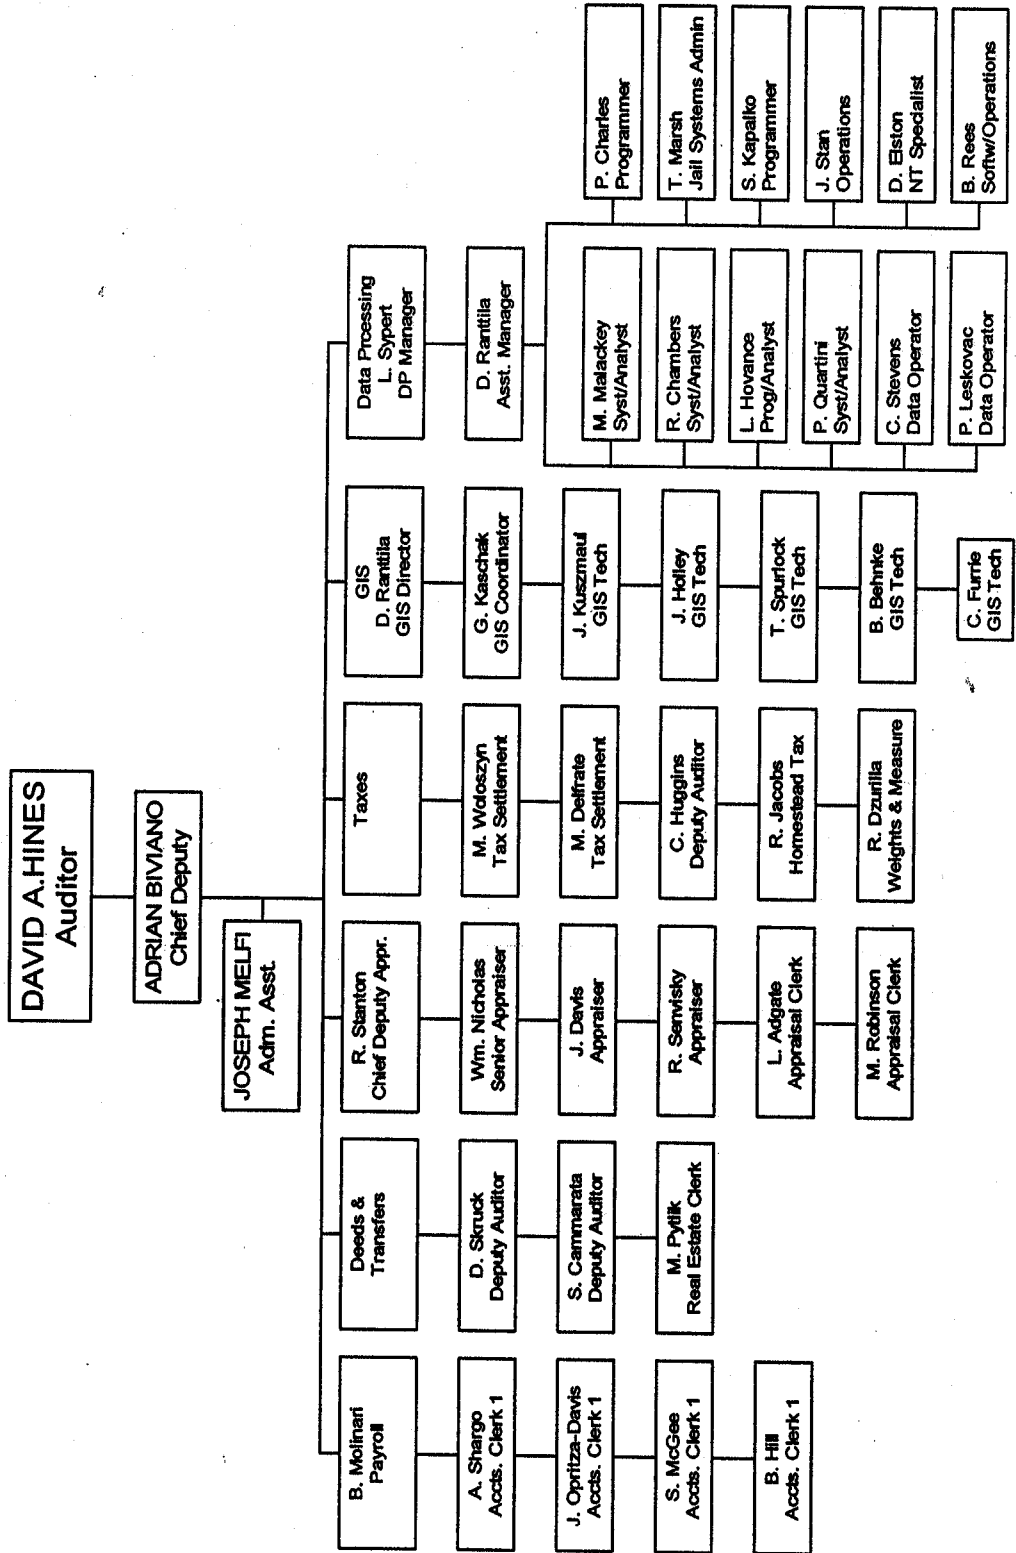 DAVID A.HINES
Auditor
ADRIAN BIVIANO
Chief Deputy
JOSEPH MELFI
Adm. Asst.
B. Molinari
Payroll
A. Shargo
Accts. Clerk 1
J. Opritza-Davis
Accts. Clerk 1
S. McGee
Accts. Clerk 1
B. Hill
Accts. Clerk 1
Deeds &
Transfers
D. Skruck
Deputy Auditor
S. Cammarata
Deputy Auditor
M. Pytlik
Real Estate Clerk
R. Stanton
Chief Deputy Appr.
Wm. Nicholas
Senior Appraiser
J. Davis
Appraiser
R. Senvisky
Appraiser
L. Adgate
Appraisal Clerk
M. Robinson
Appraisal Clerk
Taxes
M. Woloszyn
Tax Settlement
M. Delfrate
Tax Settlement
C. Huggins
Deputy Auditor
R. Jacobs
Homestead Tax
R. Dzurilla
Weights & Measure
GIS
D. Ranttila
GIS Director
G. Kaschak
GIS Coordinator
J. Kuszmaul
GIS Tech
J. Holley
GIS Tech
T. Spurlock
GIS Tech
B. Behnke
GIS Tech
C. Furrie
GIS Tech
Data Prcessing
L. Sypert
DP Manager
D. Ranttila
Asst. Manager
M. Malackey
Syst/Analyst
R. Chambers
Syst/Analyst
L. Hovance
Prog/Analyst
P. Quartini
Syst/Analyst
C. Stevens
Data Operator
P. Leskovac
Data Operator
P. Charles
Programmer
T. Marsh
Jail Systems Admin
S. Kapalko
Programmer
J. Stan
Operations
D. Elston
NT Specialist
B. Rees
Softw/Operations